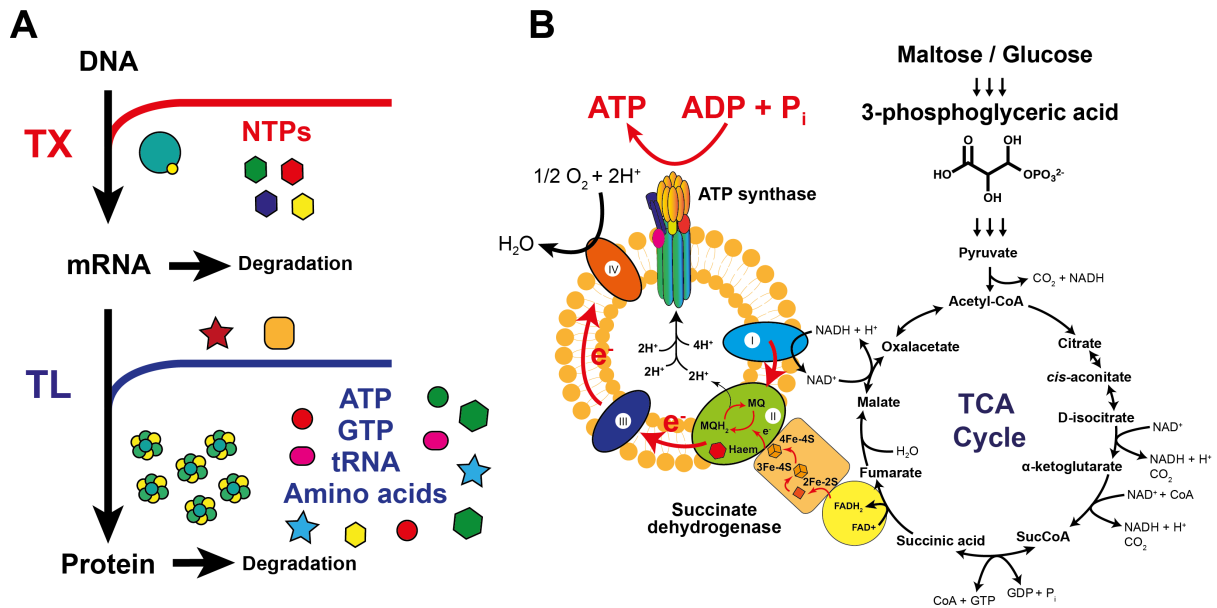 A
DNA
TX
NTPs
mRNA
Degradation
TL
ATP
GTP
tRNA
Amino acids
Protein
Degradation
B
Maltose / Glucose
3-phosphoglyceric acid
O
OH
HO
OPO₃²⁻
OH
ATP
ADP + Pᵢ
1/2 O₂ + 2H⁺
ATP synthase
H₂O
IV
Pyruvate
CO₂ + NADH
Acetyl-CoA
I
NADH + H⁺
NAD⁺
Oxalacetate
Citrate
cis-aconitate
D-isocitrate
NAD⁺
NADH + H⁺
CO₂
α-ketoglutarate
NAD⁺ + CoA
NADH + H⁺
CO₂
SucCoA
GDP + Pᵢ
CoA + GTP
Succinic acid
Fumarate
H₂O
Malate
TCA
Cycle
e⁻
2H⁺
4H⁺
2H⁺
2H⁺
III
e⁻
II
MQ
MQH₂
e⁻
Haem
4Fe-4S
3Fe-4S
2Fe-2S
FADH₂
FAD+
Succinate
dehydrogenase